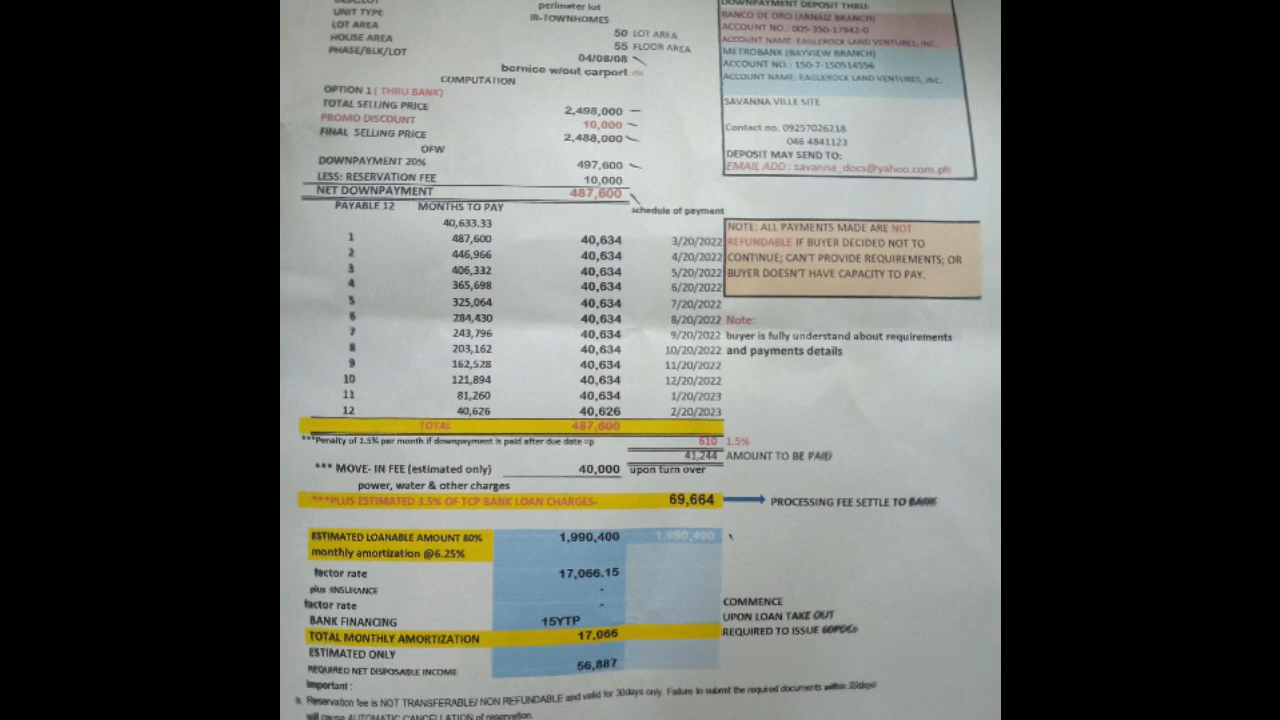 perimeter lot
UNIT TYPE IR-TOWNHOMES
LOT AREA 50 LOT AREA
HOUSE AREA 55 FLOOR AREA
PHASE/BLK/LOT 04/08/08
bernice w/out carport
COMPUTATION
OPTION 1 ( THRU BANK)
TOTAL SELLING PRICE 2,498,000
PROMO DISCOUNT 10,000
FINAL SELLING PRICE 2,488,000
OFW
DOWNPAYMENT 20% 497,600
LESS: RESERVATION FEE 10,000
NET DOWNPAYMENT 487,600
PAYABLE 12 MONTHS TO PAY schedule of payment
40,633.33
1 487,600 40,634 3/20/2022
2 446,966 40,634 4/20/2022
3 406,332 40,634 5/20/2022
4 365,698 40,634 6/20/2022
5 325,064 40,634 7/20/2022
6 284,430 40,634 8/20/2022
7 243,796 40,634 9/20/2022
8 203,162 40,634 10/20/2022
9 162,528 40,634 11/20/2022
10 121,894 40,634 12/20/2022
11 81,260 40,634 1/20/2023
12 40,626 40,626 2/20/2023
TOTAL 487,600
***Penalty of 1.5% per month if downpayment is paid after due date =p 610 1.5%
41,244 AMOUNT TO BE PAID
*** MOVE- IN FEE (estimated only) 40,000 upon turn over
power, water & other charges
***PLUS ESTIMATED 3.5% OF TCP BANK LOAN CHARGES- 69,664 PROCESSING FEE SETTLE TO BANK
ESTIMATED LOANABLE AMOUNT 80% 1,990,400 1,990,400
monthly amortization @6.25%
factor rate 17,066.15
plus INSURANCE -
factor rate -
BANK FINANCING 15YTP
TOTAL MONTHLY AMORTIZATION 17,066
ESTIMATED ONLY
REQUIRED NET DISPOSABLE INCOME 56,887
COMMENCE
UPON LOAN TAKE OUT
REQUIRED TO ISSUE 60PDCs
Important :
Reservation fee is NOT TRANSFERABLE/ NON REFUNDABLE and valid for 30days only. Failure to submit the required documents within 30days
will cause AUTOMATIC CANCELLATION of reservation.
DOWNPAYMENT DEPOSIT THRU:
BANCO DE ORO (ARNAIZ BRANCH)
ACCOUNT NO.: 005-350-17942-0
ACCOUNT NAME: EAGLEROCK LAND VENTURES, INC.
METROBANK (BAYVIEW BRANCH)
ACCOUNT NO.: 150-7-150514556
ACCOUNT NAME: EAGLEROCK LAND VENTURES, INC.
SAVANNA VILLE SITE
Contact no. 09257026218
046 4841123
DEPOSIT MAY SEND TO:
EMAIL ADD : savanna_docs@yahoo.com.ph
NOTE: ALL PAYMENTS MADE ARE NOT
REFUNDABLE IF BUYER DECIDED NOT TO
CONTINUE; CAN'T PROVIDE REQUIREMENTS; OR
BUYER DOESN'T HAVE CAPACITY TO PAY.
Note:
buyer is fully understand about requirements
and payments details